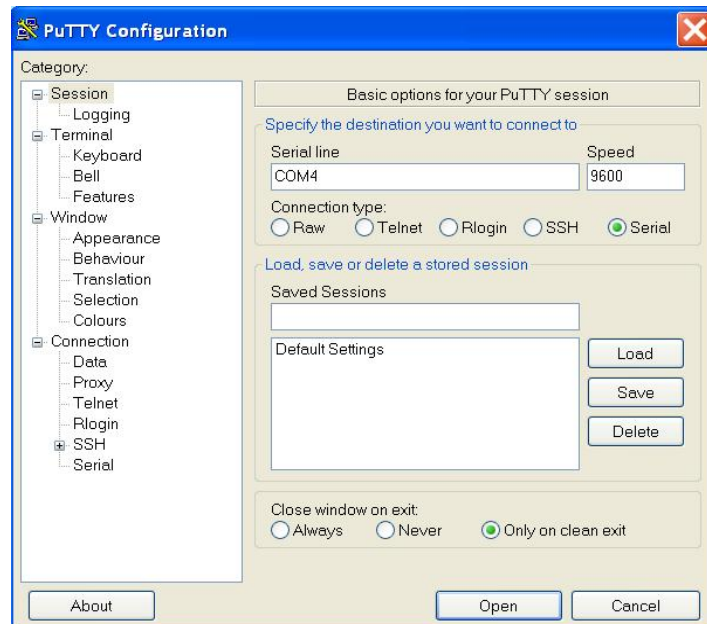 PuTTY Configuration
Category:
Session
Logging
Terminal
Keyboard
Bell
Features
Window
Appearance
Behaviour
Translation
Selection
Colours
Connection
Data
Proxy
Telnet
Rlogin
SSH
Serial
Basic options for your PuTTY session
Specify the destination you want to connect to
Serial line Speed
COM4 9600
Connection type:
Raw Telnet Rlogin SSH Serial
Load, save or delete a stored session
Saved Sessions
Default Settings
Load
Save
Delete
Close window on exit:
Always Never Only on clean exit
About Open Cancel